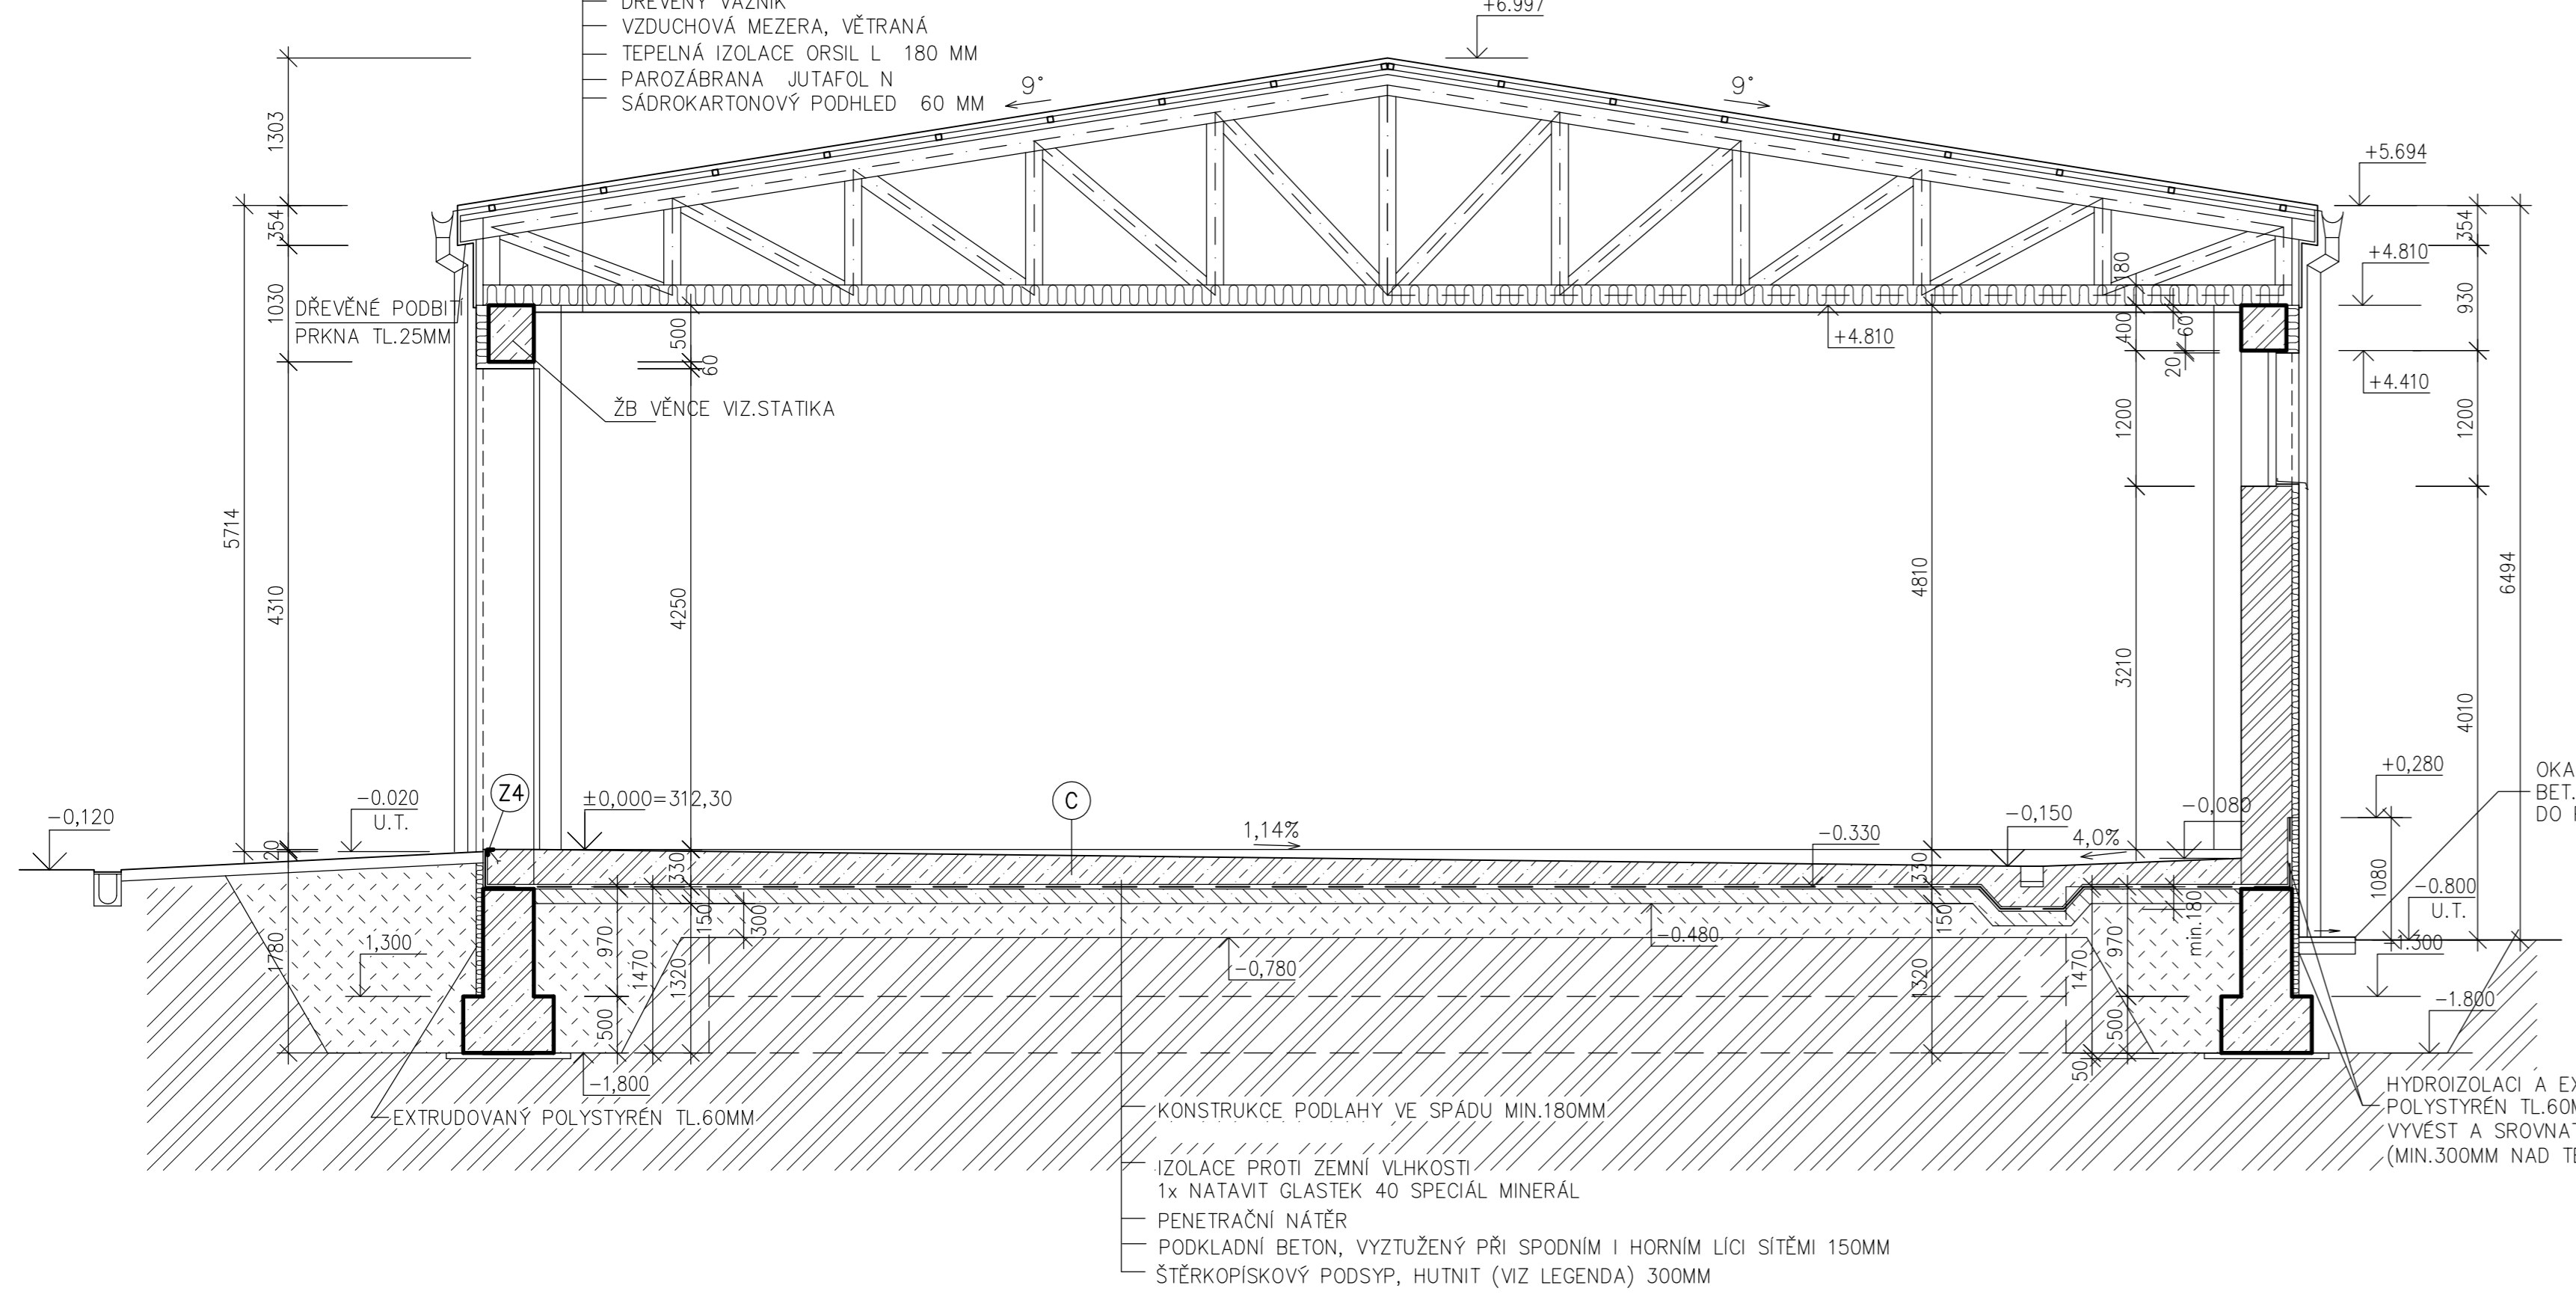 DŘEVĚNÝ VAZNÍK
VZDUCHOVÁ MEZERA, VĚTRANÁ
TEPELNÁ IZOLACE ORSIL L 180 MM
PAROZÁBRANA JUTAFOL N
SÁDROKARTONOVÝ PODHLED 60 MM
+6.997
9°
9°
+5.694
+4.810
+4.410
+4.810
1303
354
1030
4310
20
1780
5714
DŘEVĚNÉ PODBITÍ
PRKNA TL.25MM
ŽB VĚNCE VIZ.STATIKA
500
60
4250
330
150
1320
300
970
1470
500
180
400
60
20
1200
3210
4810
330
150
1320
354
930
1200
4010
6494
1080
-0,120
-0.020
U.T.
Z4
±0,000=312,30
C
1,14%
-0.330
-0,150
4,0%
-0,080
+0,280
OKA
BET.
DO
-0.800
U.T.
-1.300
-1.800
1,300
-0.480
-0,780
-1,800
min.180
970
1470
500
50
EXTRUDOVANÝ POLYSTYRÉN TL.60MM
KONSTRUKCE PODLAHY VE SPÁDU MIN.180MM
IZOLACE PROTI ZEMNÍ VLHKOSTI
1x NATAVIT GLASTEK 40 SPECIÁL MINERÁL
PENETRAČNÍ NÁTĚR
PODKLADNÍ BETON, VYZTUŽENÝ PŘI SPODNÍM I HORNÍM LÍCI SÍTĚMI 150MM
ŠTĚRKOPÍSKOVÝ PODSYP, HUTNIT (VIZ LEGENDA) 300MM
HYDROIZOLACI A EX
POLYSTYRÉN TL.60M
VYVÉST A SROVNAT
(MIN.300MM NAD TE